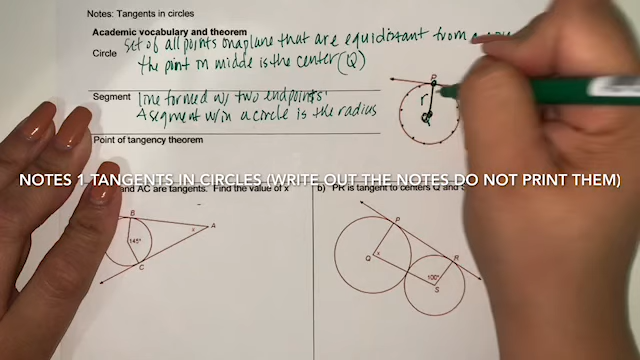 Notes: Tangents in circles
Academic vocabulary and theorem
Circle set of all points on a plane that are equidistant from a
the point in middle is the center (Q)
Segment line formed w/ two endpoints.
A segment w/in a circle is the radius
P
r
Q
Point of tangency theorem
NOTES 1 TANGENTS IN CIRCLES (WRITE OUT THE NOTES DO NOT PRINT THEM)
and AC are tangents. Find the value of x
b) PR is tangent to centers Q and S
B
x
A
145°
C
P
Q
x
R
100°
S